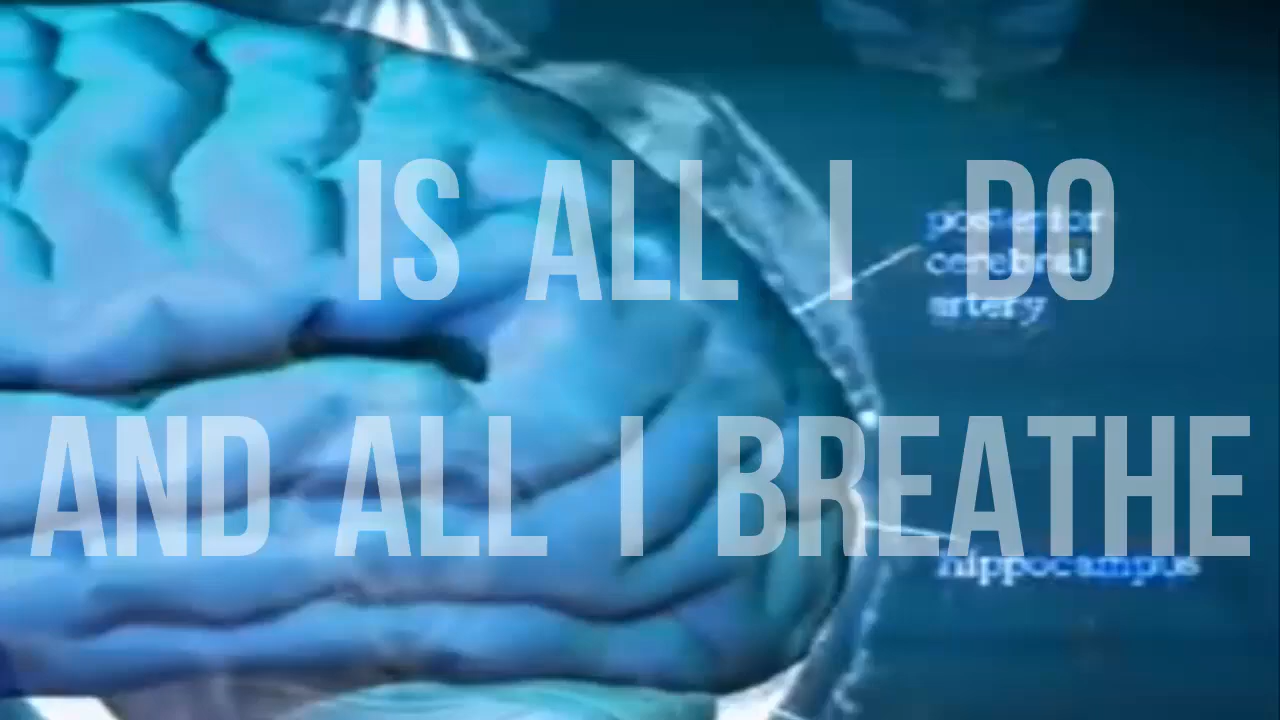 IS ALL I DO
posterior
cerebral
artery
AND ALL I BREATHE
hippocampus